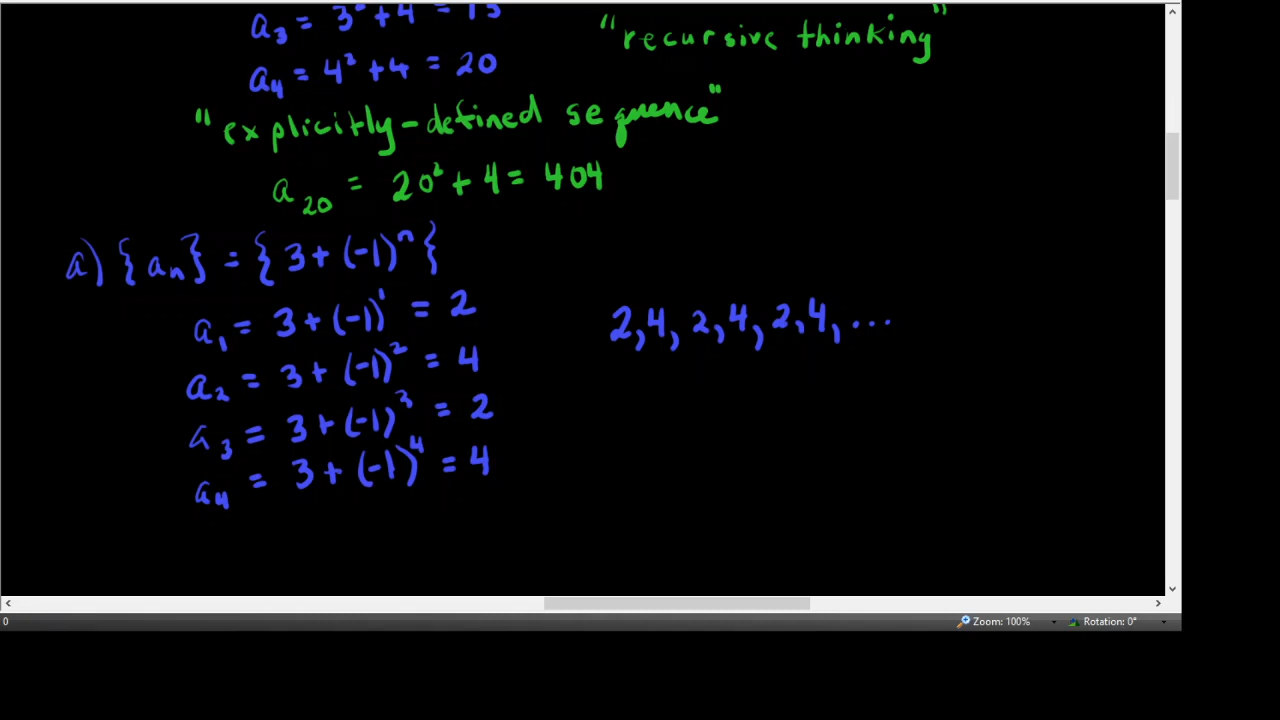 a₃ = 3² + 4 = 13
"recursive thinking"
a₄ = 4² + 4 = 20
"explicitly-defined sequence"
a₂₀ = 20² + 4 = 404
a) {aₙ} = {3 + (-1)ⁿ}
a₁ = 3 + (-1)¹ = 2
2, 4, 2, 4, 2, 4, ...
a₂ = 3 + (-1)² = 4
a₃ = 3 + (-1)³ = 2
a₄ = 3 + (-1)⁴ = 4
0
Zoom: 100%
Rotation: 0°